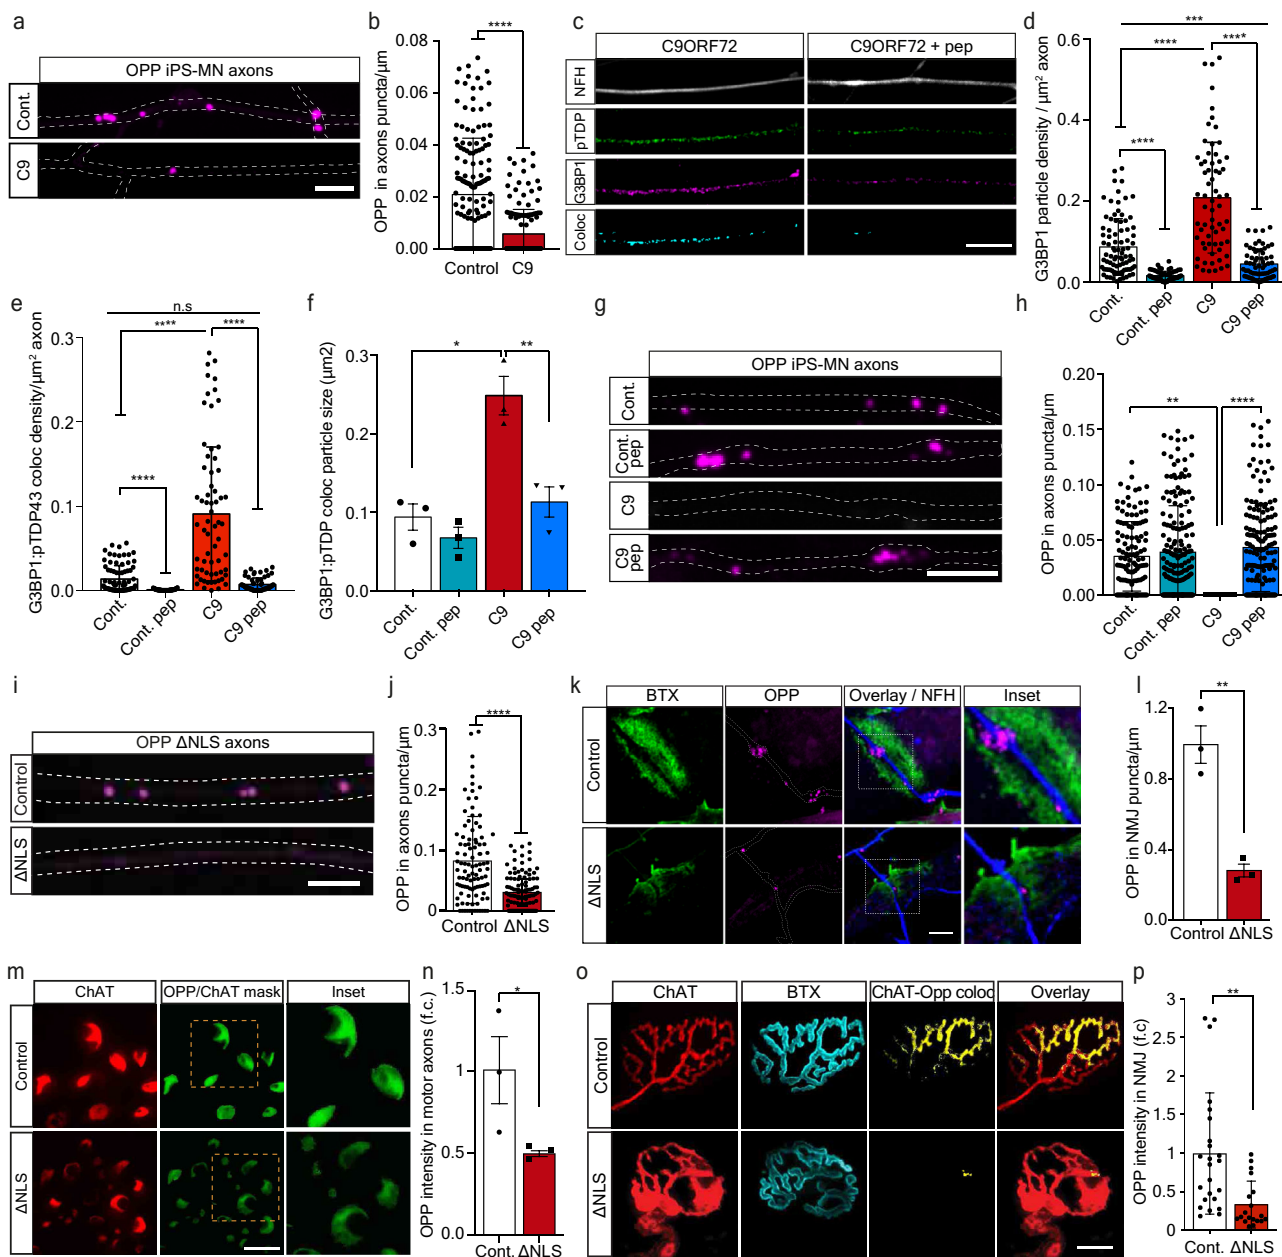 a
OPP iPS-MN axons
Cont.
C9
b
OPP in axons puncta/µm
0.08
0.06
0.04
0.02
0.00
****
Control
C9
c
C9ORF72
C9ORF72 + pep
NFH
pTDP
G3BP1
Coloc
d
G3BP1 particle density / µm² axon
0.6
0.4
0.2
0.0
***
****
****
****
Cont.
Cont. pep
C9
C9 pep
e
G3BP1:pTDP43 coloc density/µm² axon
0.3
0.2
0.1
0.0
n.s
****
****
****
Cont.
Cont. pep
C9
C9 pep
f
G3BP1:pTDP coloc particle size (µm2)
0.3
0.2
0.1
0.0
*
**
Cont.
Cont. pep
C9
C9 pep
g
OPP iPS-MN axons
Cont.
Cont. pep
C9
C9 pep
h
OPP in axons puncta/µm
0.20
0.15
0.10
0.05
0.00
**
****
Cont.
Cont. pep
C9
C9 pep
i
OPP ΔNLS axons
Control
ΔNLS
j
OPP in axons puncta/µm
0.3
0.2
0.1
0
****
Control
ΔNLS
k
BTX
OPP
Overlay / NFH
Inset
Control
ΔNLS
l
OPP in NMJ puncta/µm
1.2
0.8
0.4
0.0
**
Control
ΔNLS
m
ChAT
OPP/ChAT mask
Inset
Control
ΔNLS
n
OPP intensity in motor axons (f.c.)
1.5
1
0.5
0.0
*
Cont.
ΔNLS
o
ChAT
BTX
ChAT-Opp coloc
Overlay
Control
ΔNLS
p
OPP intensity in NMJ (f.c)
3
2
1.5
1
0.5
0
**
Cont.
ΔNLS